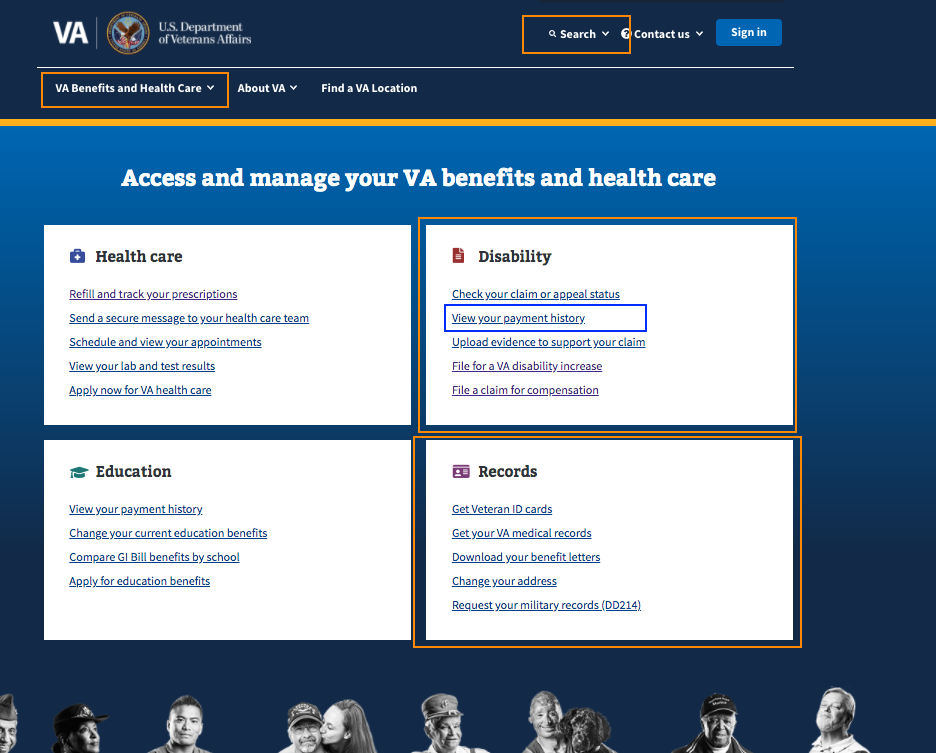 VA
U.S. Department
of Veterans Affairs
Search
Contact us
Sign in
VA Benefits and Health Care
About VA
Find a VA Location
Access and manage your VA benefits and health care
Health care
Refill and track your prescriptions
Send a secure message to your health care team
Schedule and view your appointments
View your lab and test results
Apply now for VA health care
Disability
Check your claim or appeal status
View your payment history
Upload evidence to support your claim
File for a VA disability increase
File a claim for compensation
Education
View your payment history
Change your current education benefits
Compare GI Bill benefits by school
Apply for education benefits
Records
Get Veteran ID cards
Get your VA medical records
Download your benefit letters
Change your address
Request your military records (DD214)